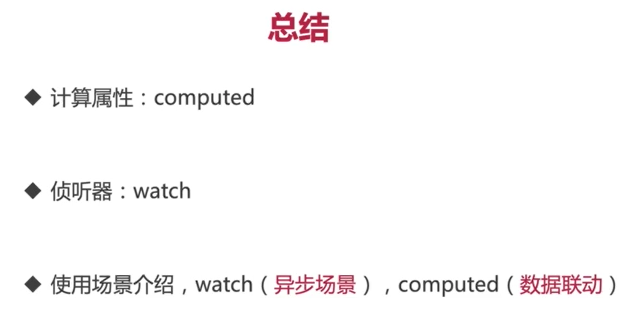 总结
◆ 计算属性：computed
◆ 侦听器：watch
◆ 使用场景介绍，watch（异步场景），computed（数据联动）